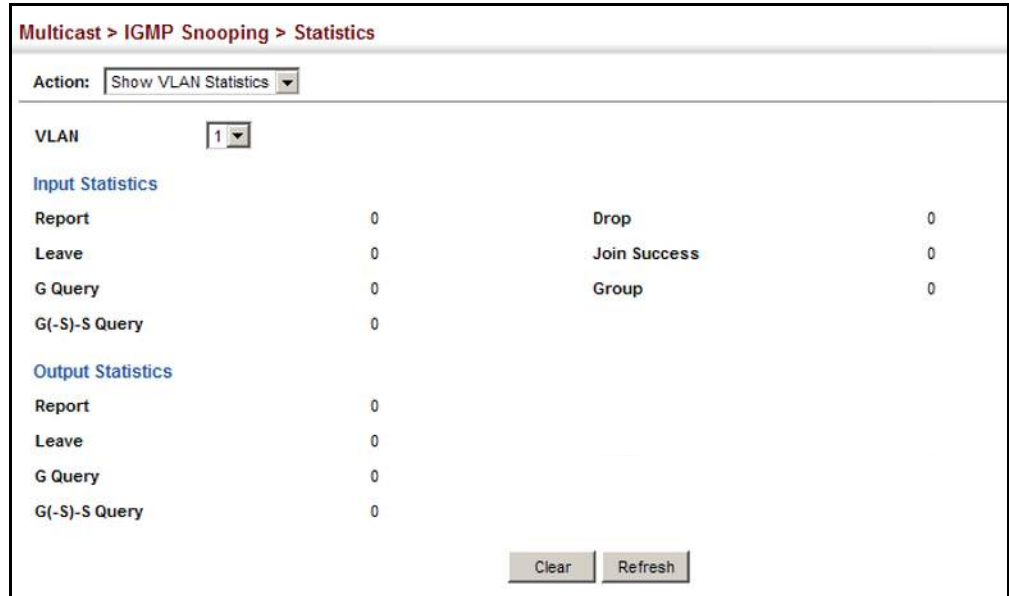 Multicast > IGMP Snooping > Statistics
Action: Show VLAN Statistics
VLAN 1
Input Statistics
Report 0 Drop 0
Leave 0 Join Success 0
G Query 0 Group 0
G(-S)-S Query 0
Output Statistics
Report 0
Leave 0
G Query 0
G(-S)-S Query 0
Clear Refresh